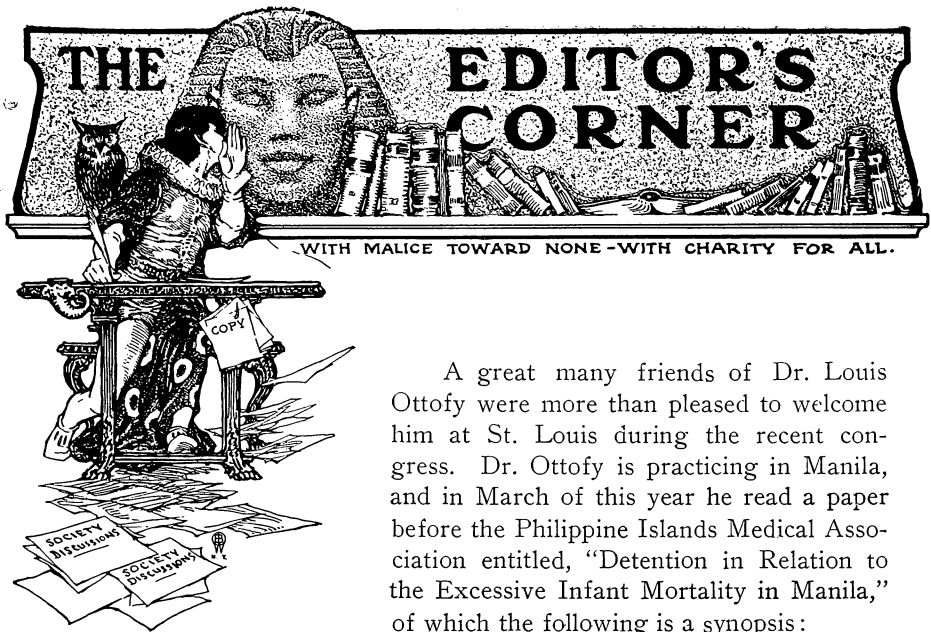 THE EDITOR'S
CORNER
WITH MALICE TOWARD NONE-WITH CHARITY FOR ALL.
COPY
SOCIETY
DISCUSSIONS
SOCIETY
DISCUSSIONS
A great many friends of Dr. Louis
Ottofy were more than pleased to welcome
him at St. Louis during the recent con-
gress. Dr. Ottofy is practicing in Manila,
and in March of this year he read a paper
before the Philippine Islands Medical Asso-
ciation entitled, "Detention in Relation to
the Excessive Infant Mortality in Manila,"
of which the following is a synopsis: